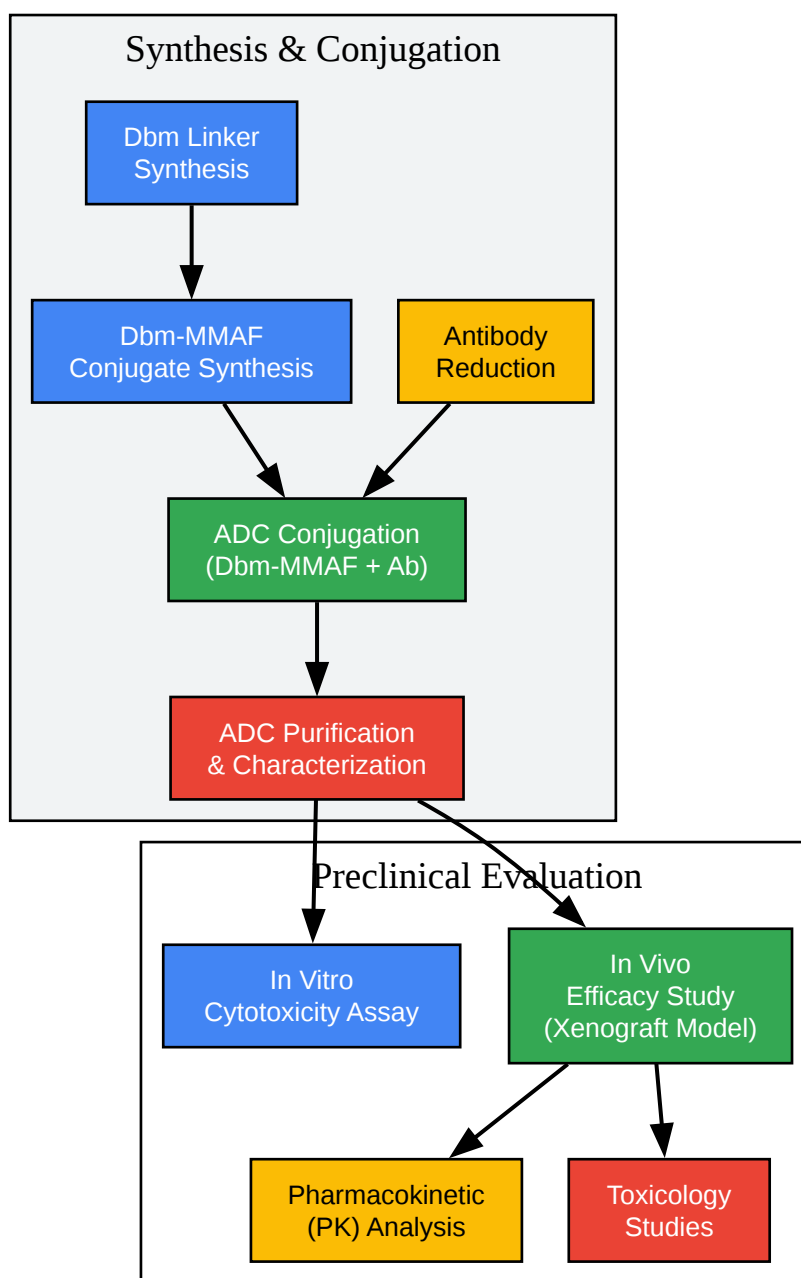 Synthesis & Conjugation
Dbm Linker
Synthesis
Dbm-MMAF
Conjugate Synthesis
Antibody
Reduction
ADC Conjugation
(Dbm-MMAF + Ab)
ADC Purification
& Characterization
Preclinical Evaluation
In Vitro
Cytotoxicity Assay
In Vivo
Efficacy Study
(Xenograft Model)
Pharmacokinetic
(PK) Analysis
Toxicology
Studies